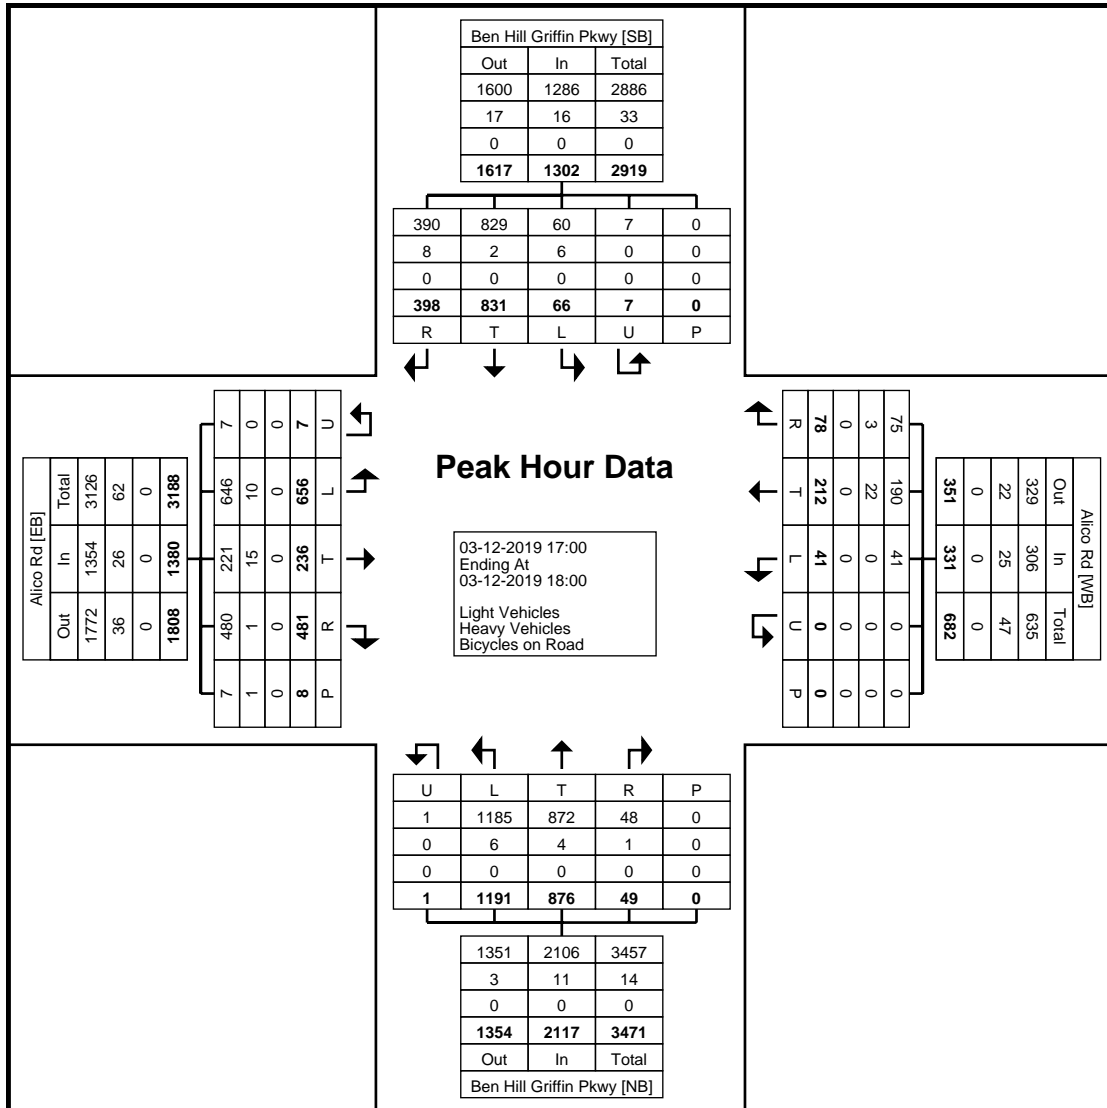 Ben Hill Griffin Pkwy [SB]
Out In Total
1600 1286 2886
17 16 33
0 0 0
1617 1302 2919
390 829 60 7 0
8 2 6 0 0
0 0 0 0 0
398 831 66 7 0
R T L U P
Peak Hour Data
03-12-2019 17:00
Ending At
03-12-2019 18:00
Light Vehicles
Heavy Vehicles
Bicycles on Road
Alico Rd [EB]
Out In Total
1772 1354 3126
36 26 62
0 0 0
1808 1380 3188
7 480 221 646 7
1 1 15 10 0
0 0 0 0 0
8 481 236 656 7
P R T L U
Alico Rd [WB]
Out In Total
329 306 635
22 25 47
0 0 0
351 331 682
75 190 41 0 0
3 22 0 0 0
0 0 0 0 0
78 212 41 0 0
R T L U P
U L T R P
1 1185 872 48 0
0 6 4 1 0
0 0 0 0 0
1 1191 876 49 0
1351 2106 3457
3 11 14
0 0 0
1354 2117 3471
Out In Total
Ben Hill Griffin Pkwy [NB]